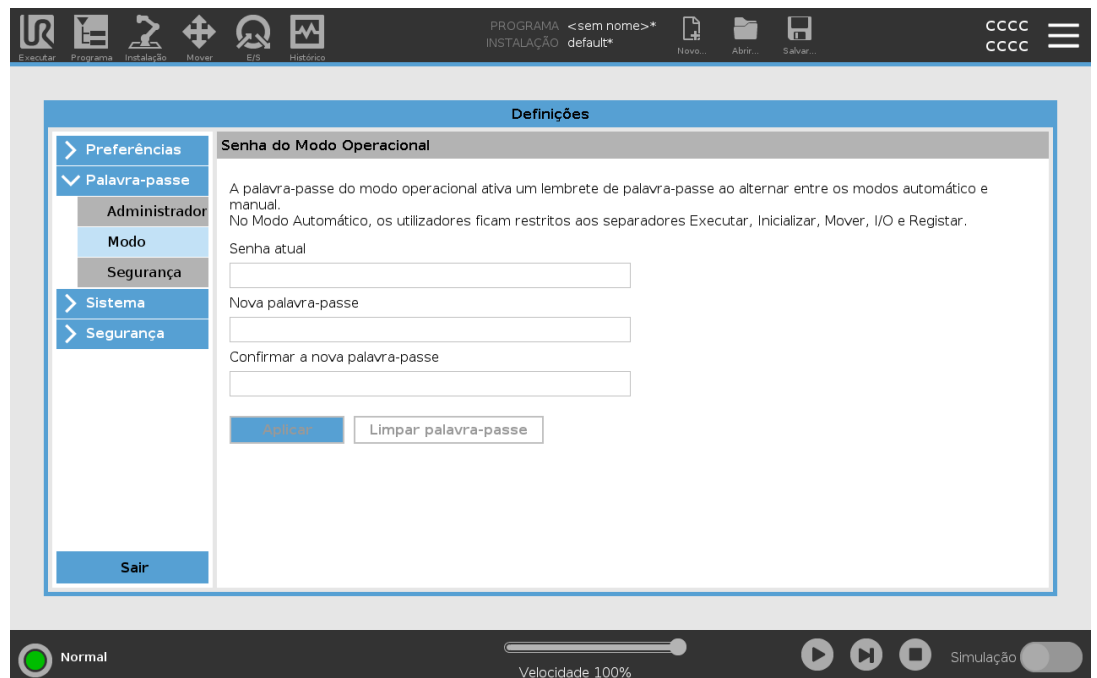 PROGRAMA <sem nome>*
INSTALAÇÃO default*
UR
Executar Programa Instalação Mover E/S Histórico
Novo... Abrir... Salvar...
CCCC
CCCC
Definições
Preferências
Palavra-passe
Administrador
Modo
Segurança
Sistema
Segurança
Sair
Senha do Modo Operacional
A palavra-passe do modo operacional ativa um lembrete de palavra-passe ao alternar entre os modos automático e
manual.
No Modo Automático, os utilizadores ficam restritos aos separadores Executar, Inicializar, Mover, I/O e Registar.
Senha atual
Nova palavra-passe
Confirmar a nova palavra-passe
Aplicar Limpar palavra-passe
Normal
Velocidade 100%
Simulação